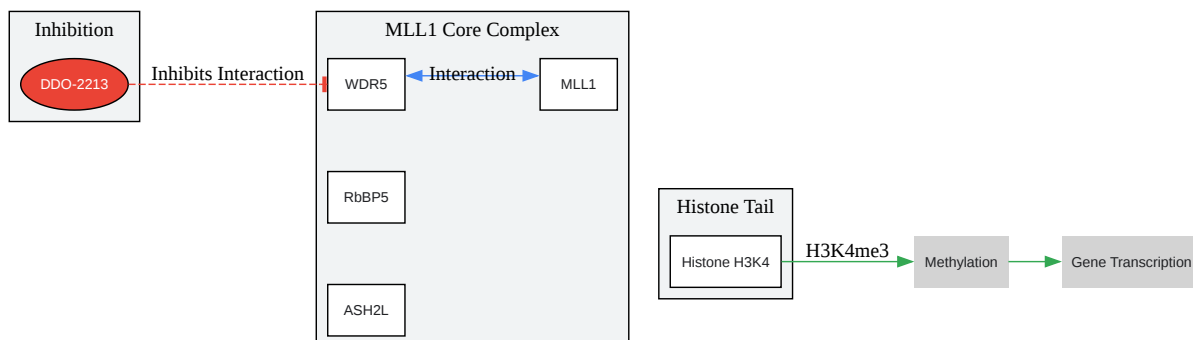 Inhibition
DDO-2213
Inhibits Interaction
MLL1 Core Complex
WDR5
Interaction
MLL1
RbBP5
ASH2L
Histone Tail
Histone H3K4
H3K4me3
Methylation
Gene Transcription